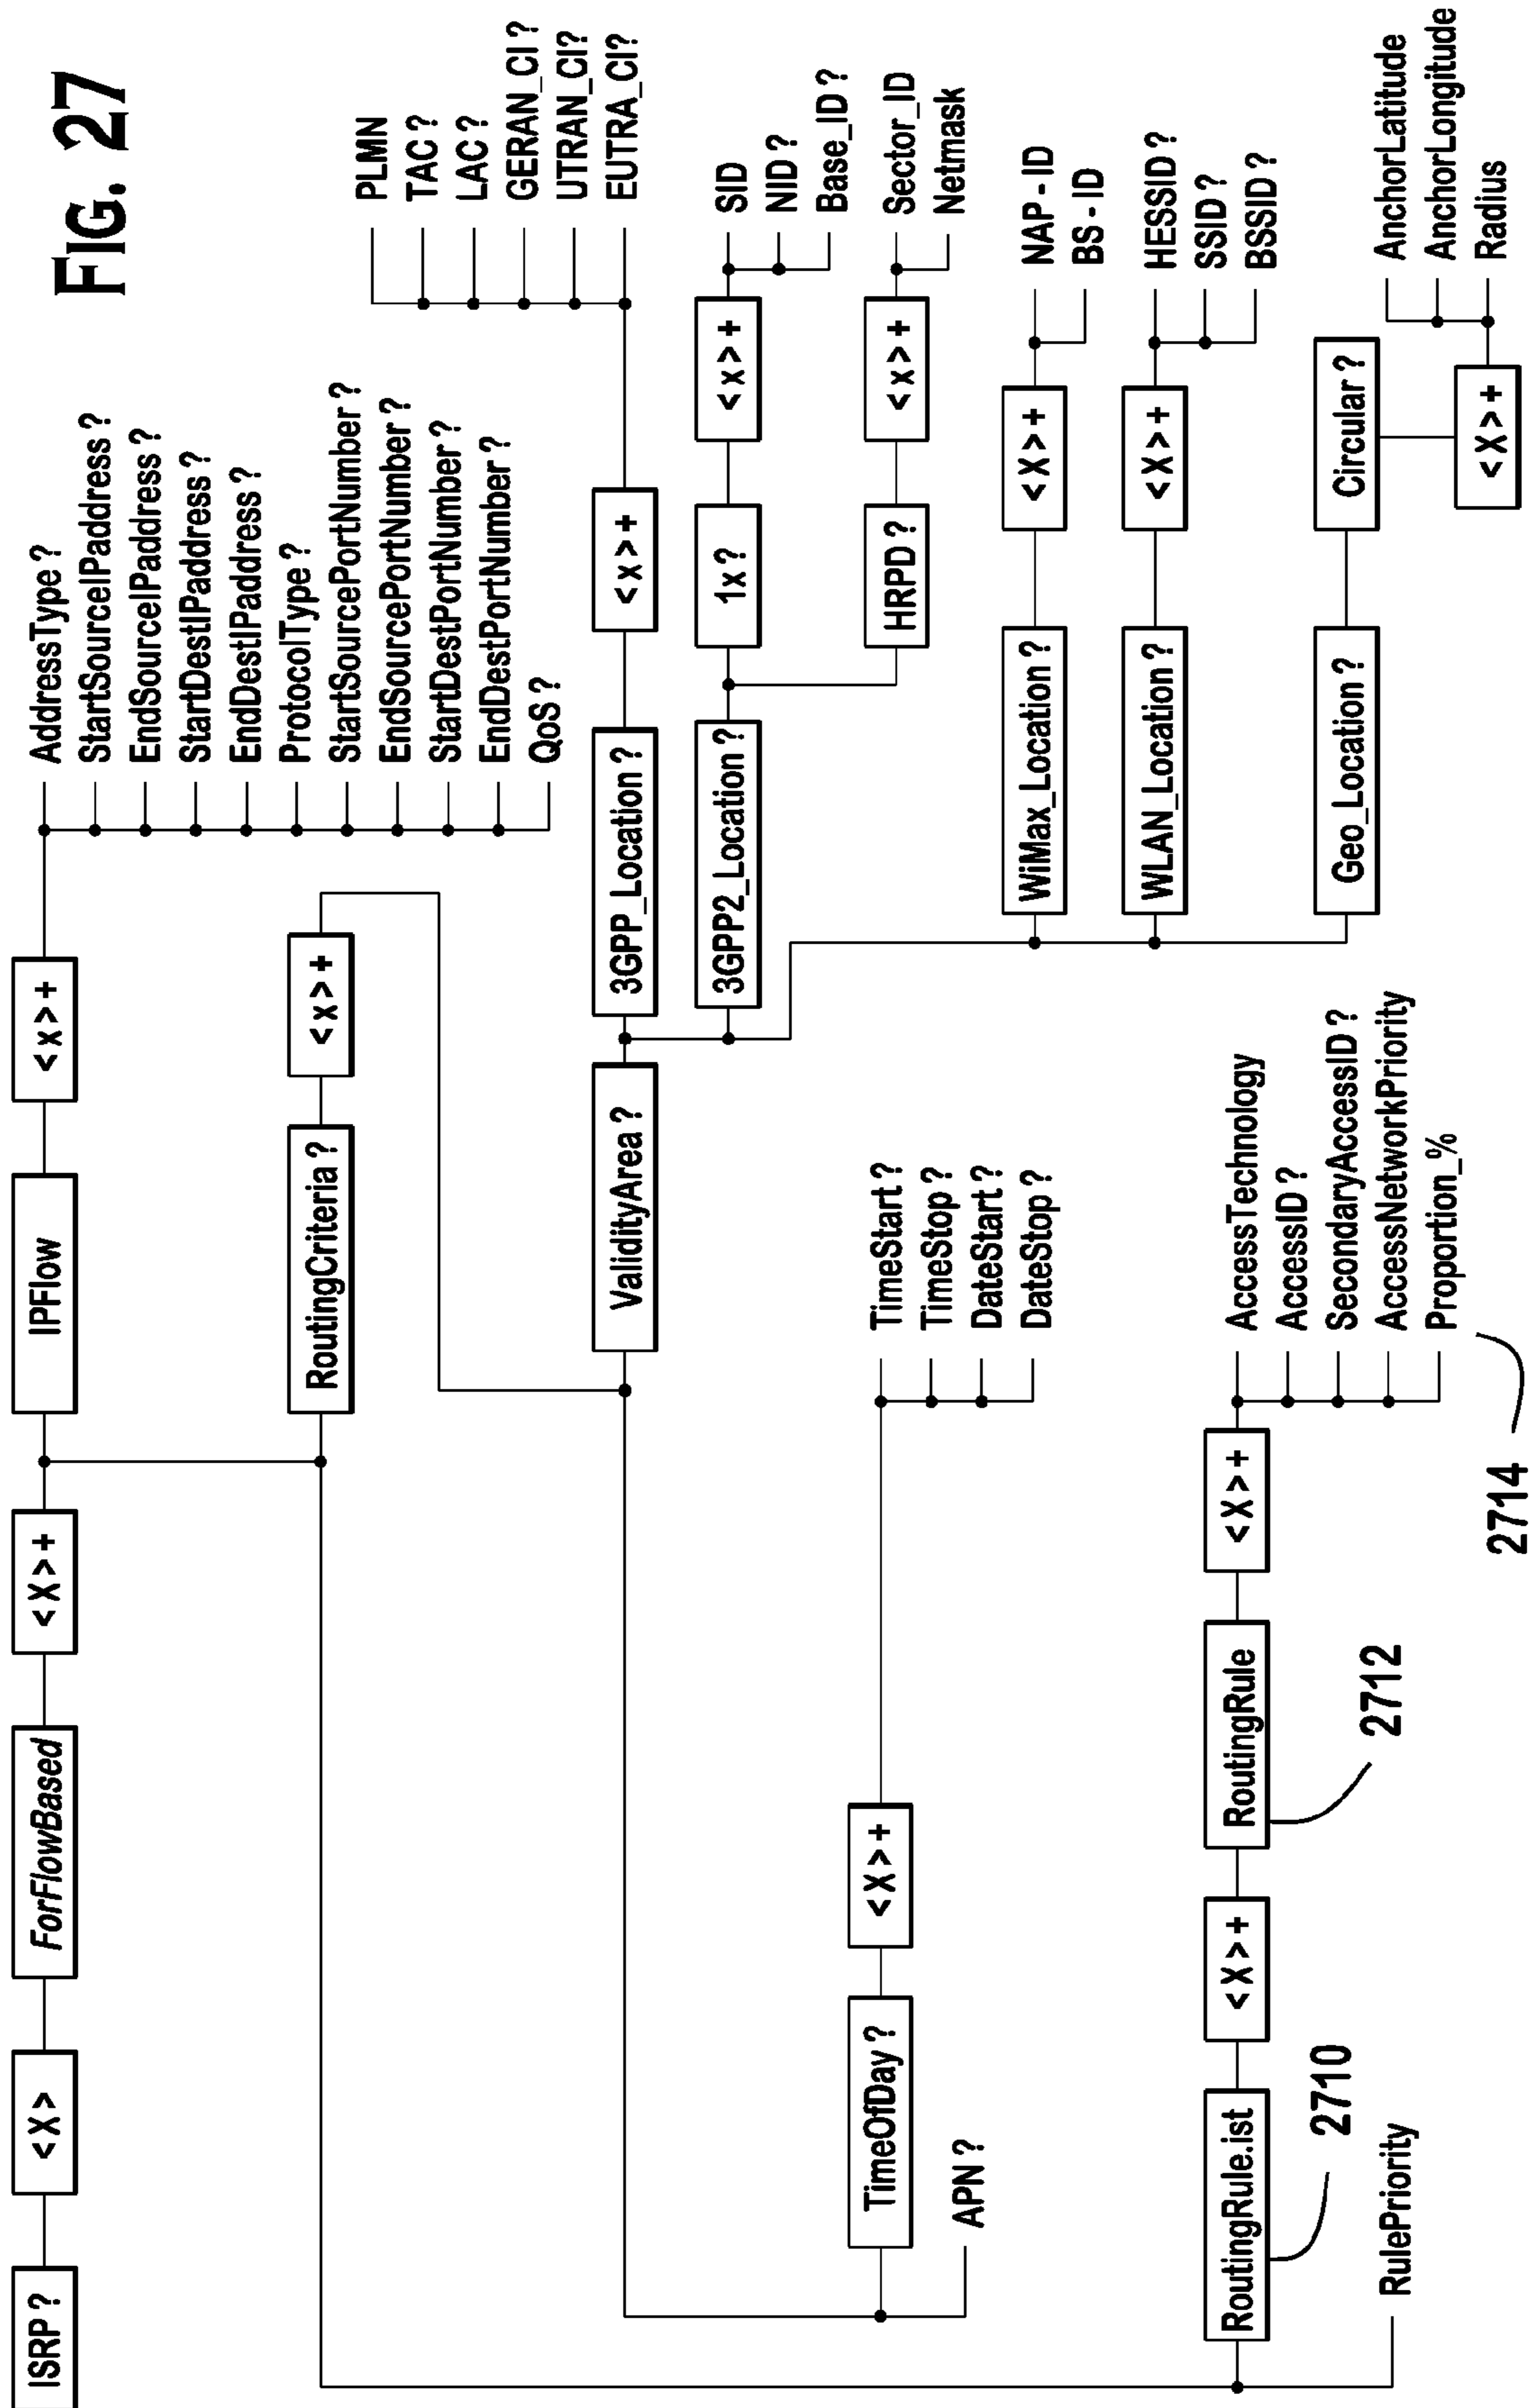 FIG. 27
ISRP ?
< X >
ForFlowBased
< X > +
IPFlow
< x > +
AddressType ?
StartSourceIPaddress ?
EndSourceIPaddress ?
StartDestIPaddress ?
EndDestIPaddress ?
ProtocolType ?
StartSourcePortNumber ?
EndSourcePortNumber ?
StartDestPortNumber ?
EndDestPortNumber ?
QoS ?
RoutingCriteria ?
< x > +
ValidityArea ?
3GPP_Location ?
< x > +
PLMN
TAC ?
LAC ?
GERAN_CI ?
UTRAN_CI?
EUTRA_CI?
3GPP2_Location ?
1x ?
< x > +
SID
NID ?
Base_ID ?
HRPD ?
< x > +
Sector_ID
Netmask
WiMax_Location ?
< X > +
NAP - ID
BS - ID
WLAN_Location ?
< X > +
HESSID ?
SSID ?
BSSID ?
Geo_Location ?
Circular ?
< X > +
AnchorLatitude
AnchorLongitude
Radius
TimeOfDay ?
< X > +
TimeStart ?
TimeStop ?
DateStart ?
DateStop ?
APN ?
RoutingRule.ist
< X > +
RoutingRule
< X > +
AccessTechnology
AccessID ?
SecondaryAccessID ?
AccessNetworkPriority
Proportion_%
2710
2712
2714
RulePriority